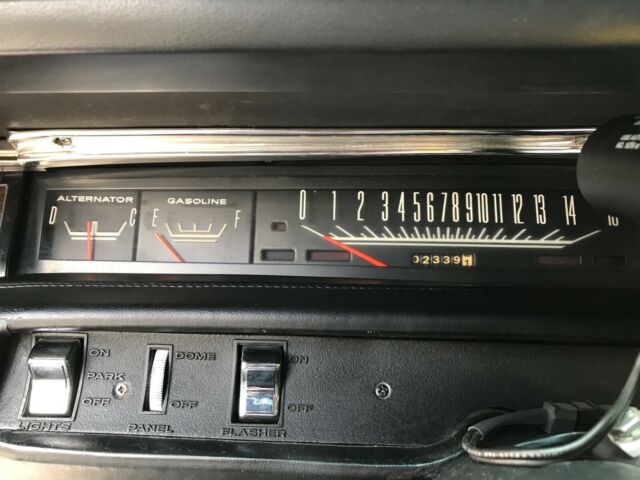 ALTERNATOR
D C
GASOLINE
E F
0 1 2 3 4 5 6 7 8 9 10 11 12 13 14
02339
ON
PARK
OFF
LIGHTS
DOME
OFF
PANEL
ON
OFF
FLASHER